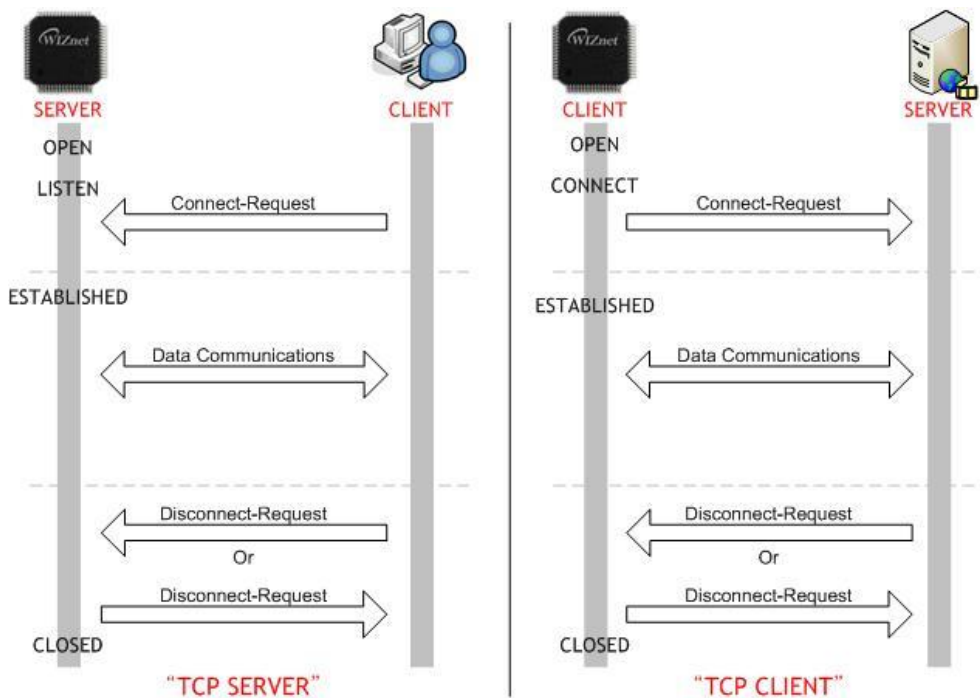 WIZnet
SERVER
CLIENT
OPEN
LISTEN
Connect-Request
ESTABLISHED
Data Communications
Disconnect-Request
Or
Disconnect-Request
CLOSED
"TCP SERVER"
WIZnet
CLIENT
SERVER
OPEN
CONNECT
Connect-Request
ESTABLISHED
Data Communications
Disconnect-Request
Or
Disconnect-Request
CLOSED
"TCP CLIENT"